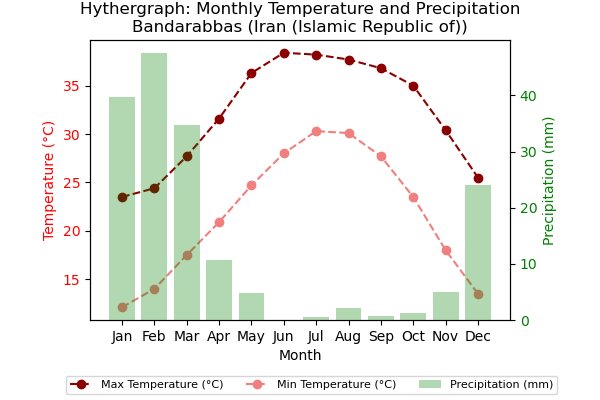 Hythergraph: Monthly Temperature and Precipitation
Bandarabbas (Iran (Islamic Republic of))
Temperature (°C)
35
30
25
20
15
40
30
20
10
0
Precipitation (mm)
Jan Feb Mar Apr May Jun Jul Aug Sep Oct Nov Dec
Month
Max Temperature (°C) Min Temperature (°C) Precipitation (mm)